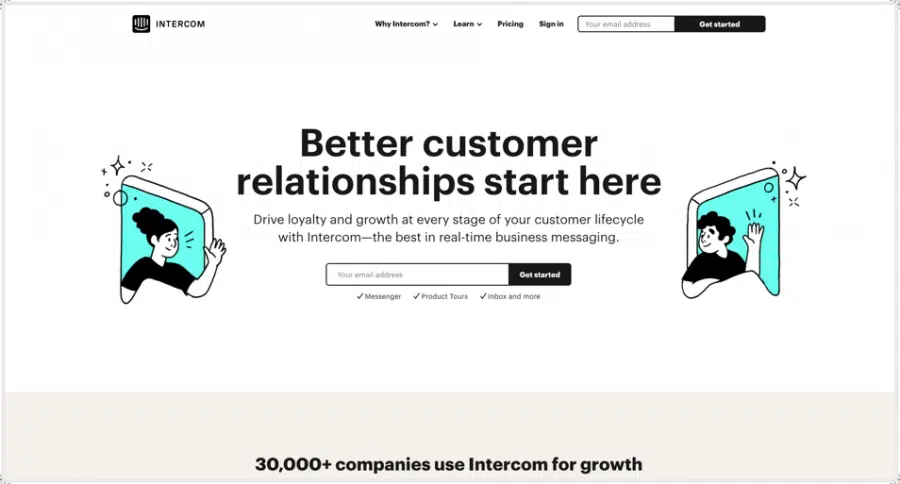 INTERCOM
Why Intercom? Learn Pricing Sign in Your email address Get started
Better customer
relationships start here
Drive loyalty and growth at every stage of your customer lifecycle
with Intercom—the best in real-time business messaging.
Your email address Get started
✓ Messenger ✓ Product Tours ✓ Inbox and more
30,000+ companies use Intercom for growth